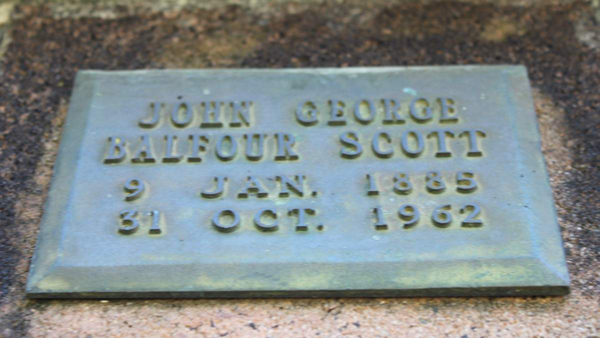 JOHN GEORGE
BALFOUR SCOTT
9 JAN. 1885
31 OCT. 1962